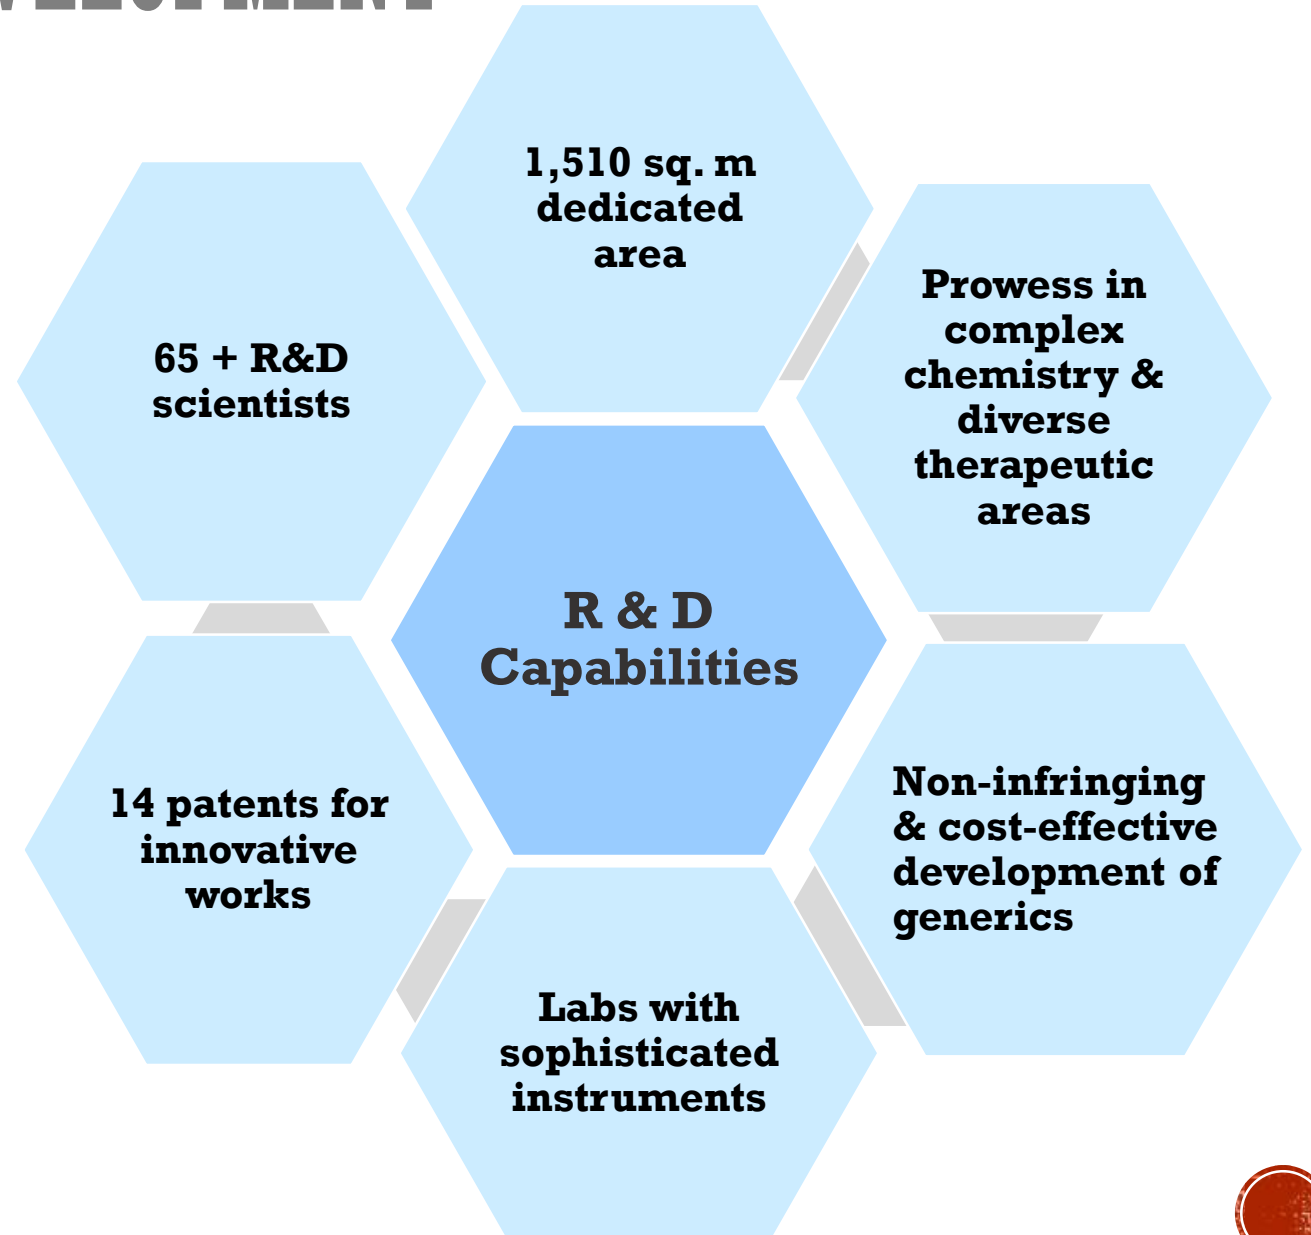 1,510 sq. m
dedicated
area
Prowess in
complex
chemistry &
diverse
therapeutic
areas
Non-infringing
& cost-effective
development of
generics
Labs with
sophisticated
instruments
14 patents for
innovative
works
65 + R&D
scientists
R & D
Capabilities